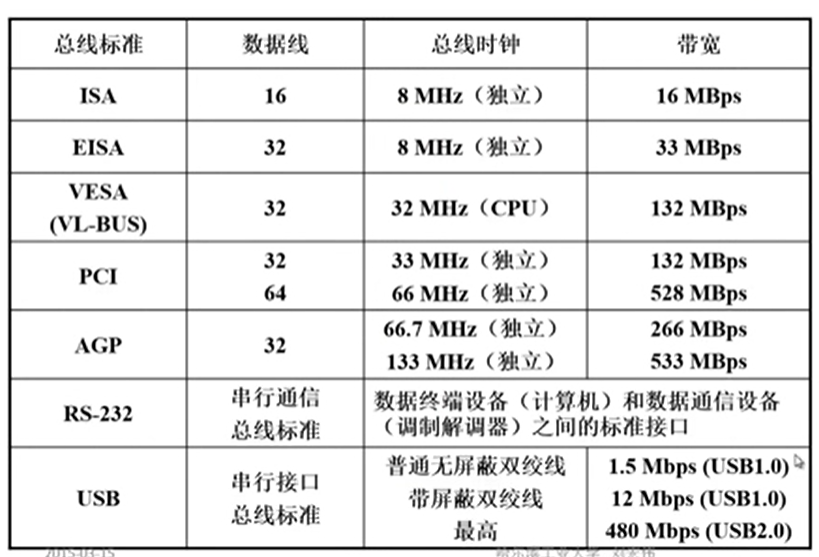 总线标准 数据线 总线时钟 带宽
ISA 16 8 MHz（独立） 16 MBps
EISA 32 8 MHz（独立） 33 MBps
VESA
(VL-BUS) 32 32 MHz（CPU） 132 MBps
PCI
32 33 MHz（独立） 132 MBps
64 66 MHz（独立） 528 MBps
AGP 32
66.7 MHz（独立） 266 MBps
133 MHz（独立） 533 MBps
RS-232
串行通信
总线标准
数据终端设备（计算机）和数据通信设备
（调制解调器）之间的标准接口
USB
串行接口
总线标准
普通无屏蔽双绞线 1.5 Mbps (USB1.0)
带屏蔽双绞线 12 Mbps (USB1.0)
最高 480 Mbps (USB2.0)